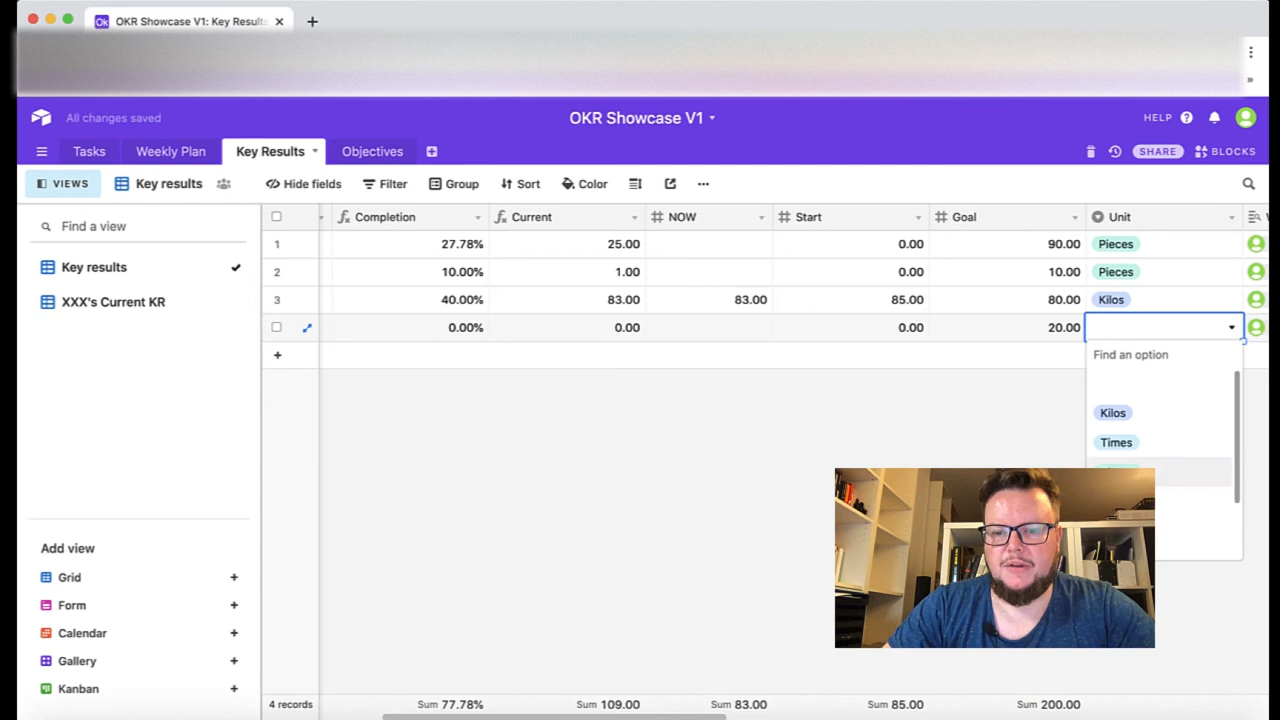 OKR Showcase V1: Key Results
All changes saved
OKR Showcase V1
HELP
Tasks
Weekly Plan
Key Results
Objectives
SHARE
BLOCKS
VIEWS
Key results
Hide fields
Filter
Group
Sort
Color
Find a view
Key results
XXX's Current KR
Completion
Current
NOW
Start
Goal
Unit
1 27.78% 25.00 0.00 90.00 Pieces
2 10.00% 1.00 0.00 10.00 Pieces
3 40.00% 83.00 83.00 85.00 80.00 Kilos
0.00% 0.00 0.00 20.00
Find an option
Kilos
Times
Add view
Grid
Form
Calendar
Gallery
Kanban
4 records
Sum 77.78%
Sum 109.00
Sum 83.00
Sum 85.00
Sum 200.00